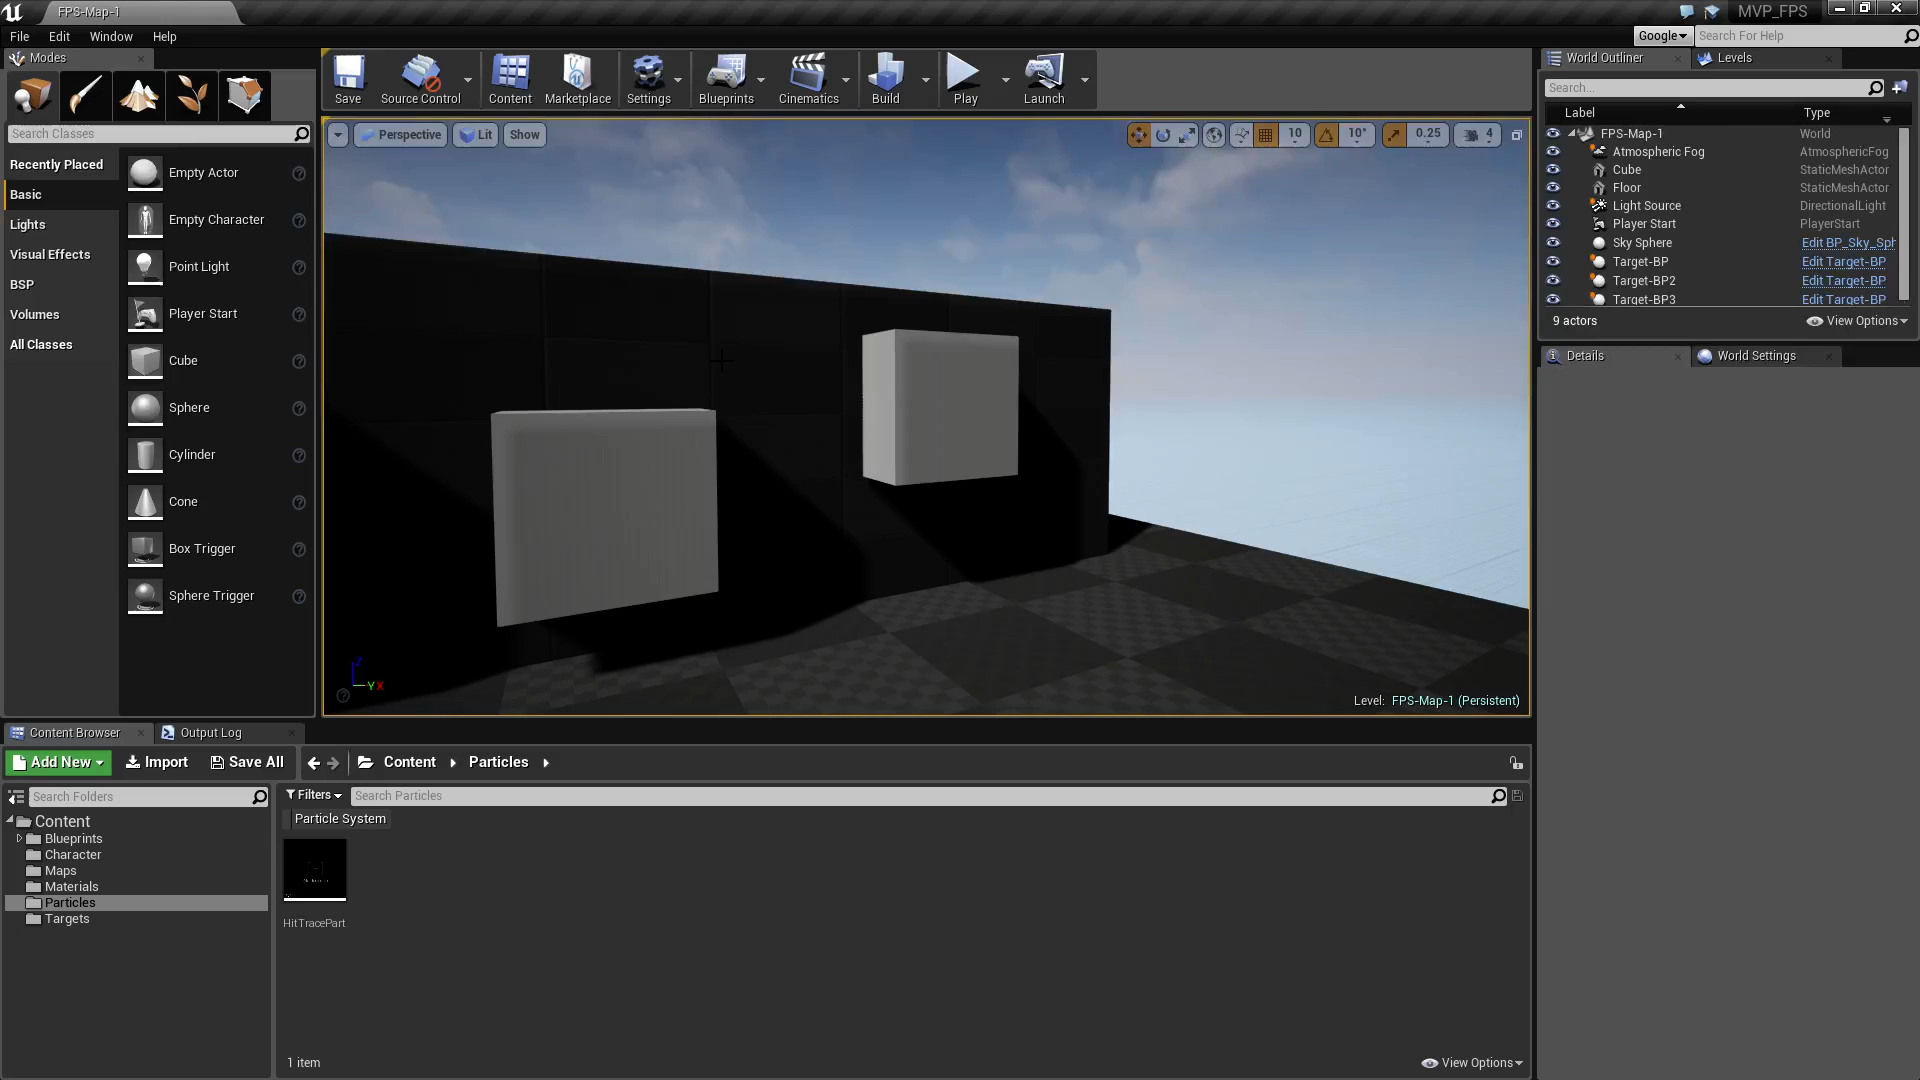 FPS-Map-1
MVP_FPS
File Edit Window Help
Google Search For Help
Modes
Save Source Control Content Marketplace Settings Blueprints Cinematics Build Play Launch
Search Classes
Recently Placed
Basic
Lights
Visual Effects
BSP
Volumes
All Classes
Empty Actor
Empty Character
Point Light
Player Start
Cube
Sphere
Cylinder
Cone
Box Trigger
Sphere Trigger
Perspective Lit Show
10 10° 0.25 4
Z
Y X
Level: FPS-Map-1 (Persistent)
World Outliner Levels
Search...
Label Type
FPS-Map-1 World
Atmospheric Fog AtmosphericFog
Cube StaticMeshActor
Floor StaticMeshActor
Light Source DirectionalLight
Player Start PlayerStart
Sky Sphere Edit BP_Sky_Sph
Target-BP Edit Target-BP
Target-BP2 Edit Target-BP
Target-BP3 Edit Target-BP
9 actors View Options
Details World Settings
Content Browser Output Log
Add New Import Save All Content Particles
Search Folders
Content
Blueprints
Character
Maps
Materials
Particles
Targets
Filters Search Particles
Particle System
HitTracePart
1 item View Options